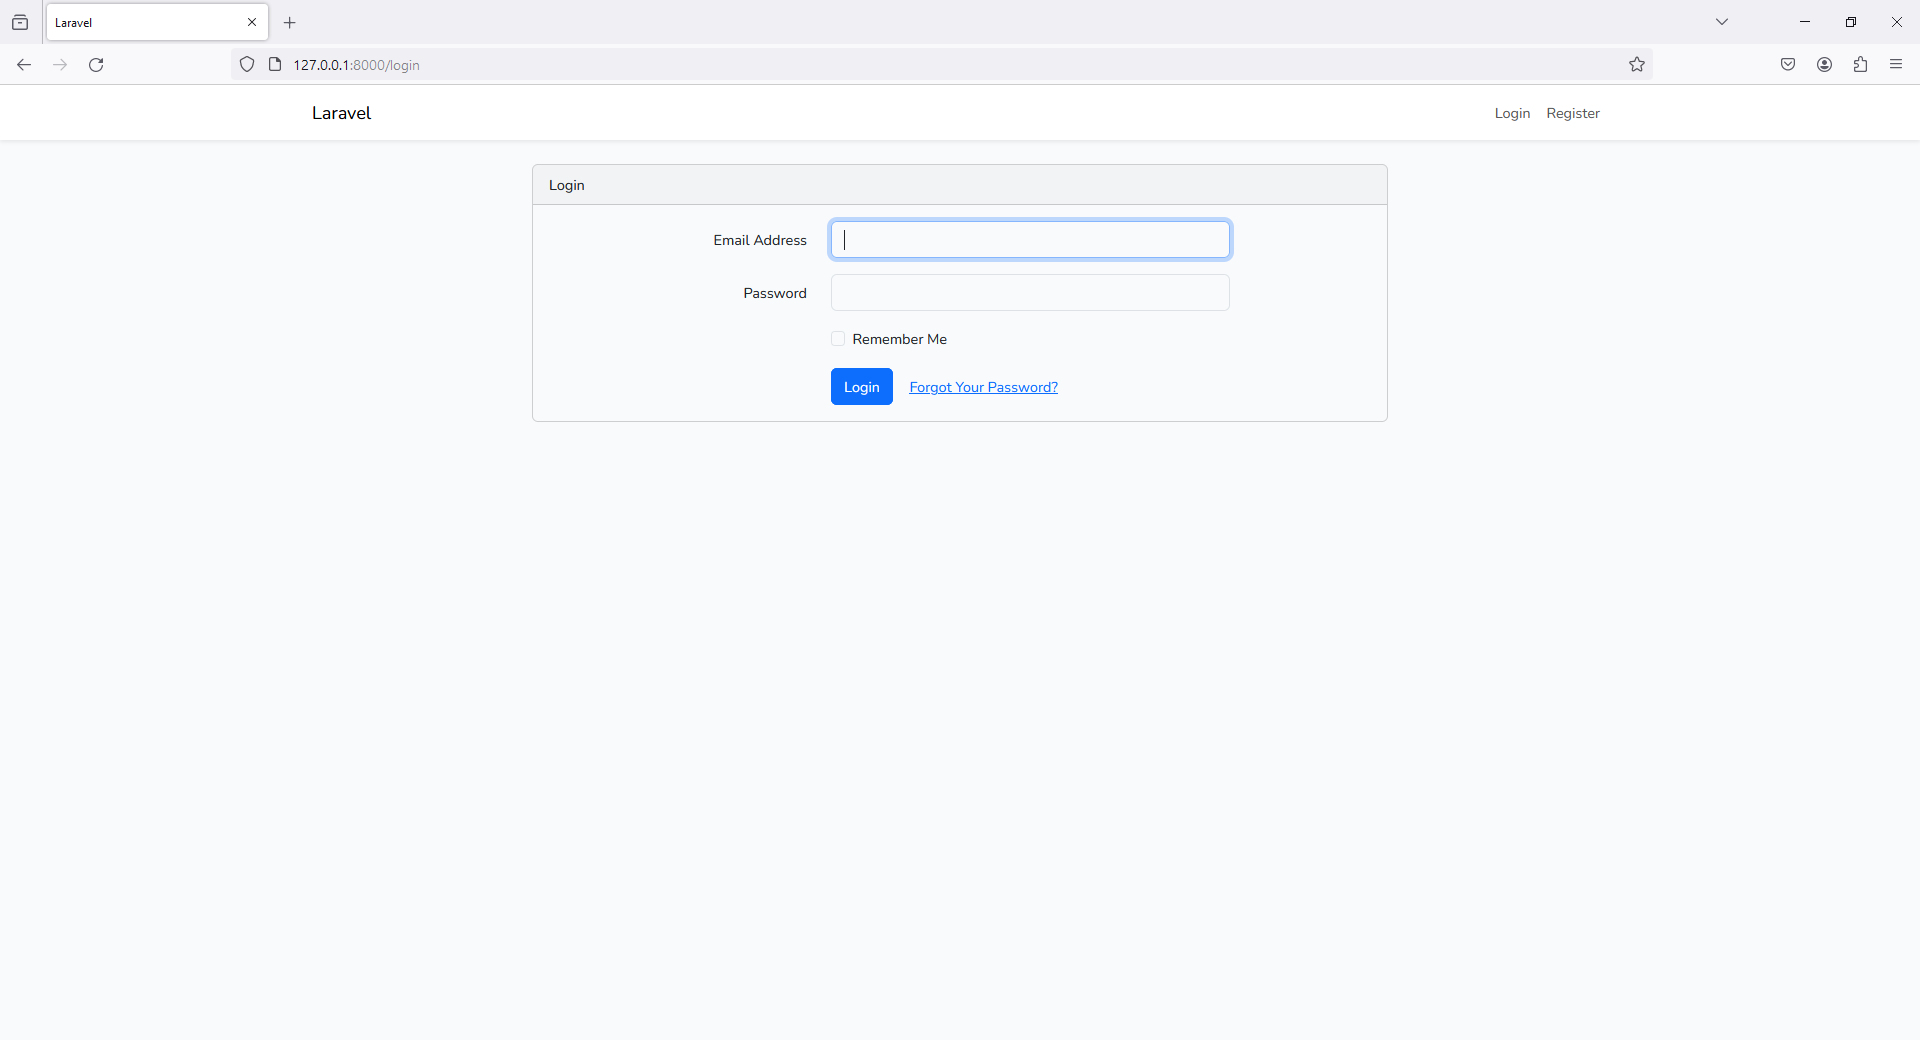 Laravel
127.0.0.1:8000/login
Laravel
Login Register
Login
Email Address
Password
Remember Me
Login Forgot Your Password?